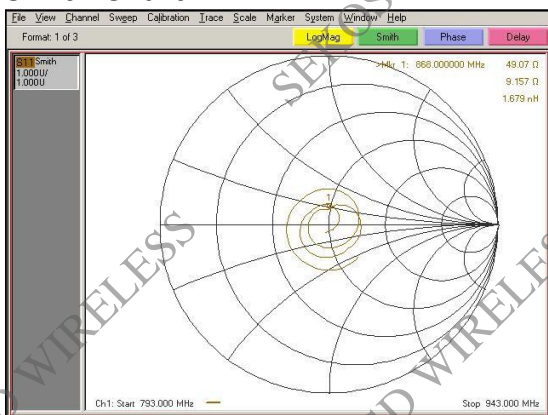 File View Channel Sweep Calibration Trace Scale Marker System Window Help
Format: 1 of 3
LogMag Smith Phase Delay
S11 Smith
1.000U/
1.000U
>Mkr 1: 868.000000 MHz 49.07 Ω
9.157 Ω
1.679 nH
1
Ch1: Start 793.000 MHz
Stop 943.000 MHz
WIRELESS
WIRELESS
D WIRELESS